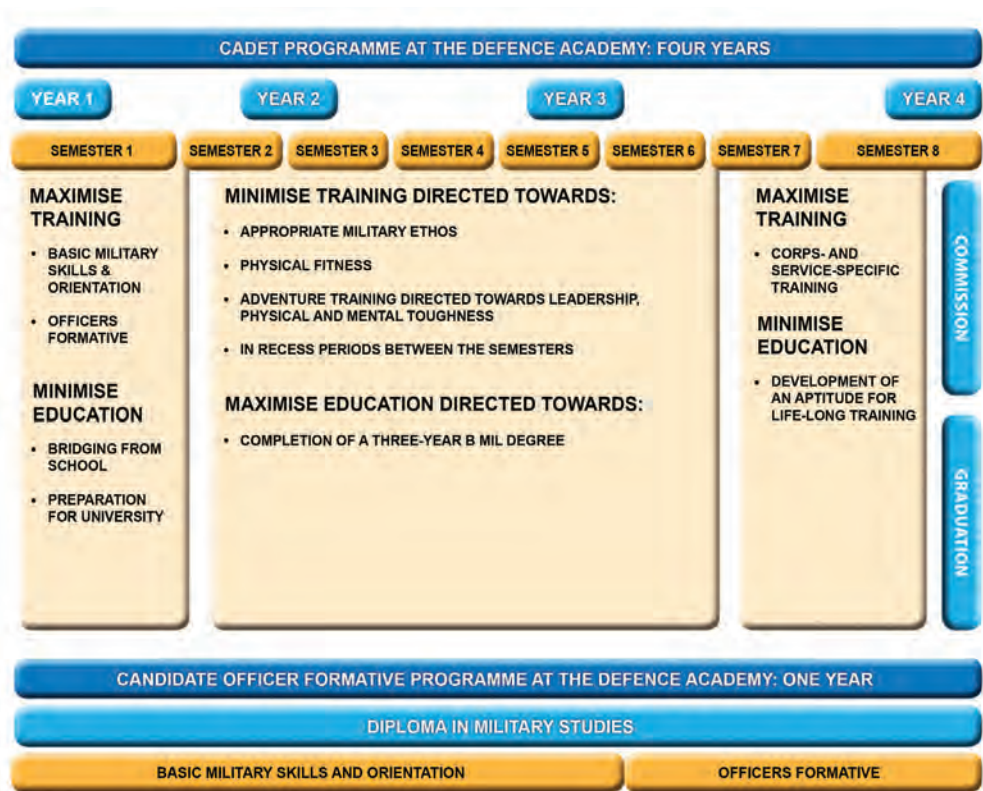 CADET PROGRAMME AT THE DEFENCE ACADEMY: FOUR YEARS
YEAR 1
YEAR 2
YEAR 3
YEAR 4
SEMESTER 1
SEMESTER 2
SEMESTER 3
SEMESTER 4
SEMESTER 5
SEMESTER 6
SEMESTER 7
SEMESTER 8
MAXIMISE
TRAINING
• BASIC MILITARY
SKILLS &
ORIENTATION
• OFFICERS
FORMATIVE
MINIMISE
EDUCATION
• BRIDGING FROM
SCHOOL
• PREPARATION
FOR UNIVERSITY
MINIMISE TRAINING DIRECTED TOWARDS:
• APPROPRIATE MILITARY ETHOS
• PHYSICAL FITNESS
• ADVENTURE TRAINING DIRECTED TOWARDS LEADERSHIP,
PHYSICAL AND MENTAL TOUGHNESS
• IN RECESS PERIODS BETWEEN THE SEMESTERS
MAXIMISE EDUCATION DIRECTED TOWARDS:
• COMPLETION OF A THREE-YEAR B MIL DEGREE
MAXIMISE
TRAINING
• CORPS- AND
SERVICE-SPECIFIC
TRAINING
MINIMISE
EDUCATION
• DEVELOPMENT OF
AN APTITUDE FOR
LIFE-LONG TRAINING
COMMISSION
GRADUATION
CANDIDATE OFFICER FORMATIVE PROGRAMME AT THE DEFENCE ACADEMY: ONE YEAR
DIPLOMA IN MILITARY STUDIES
BASIC MILITARY SKILLS AND ORIENTATION
OFFICERS FORMATIVE